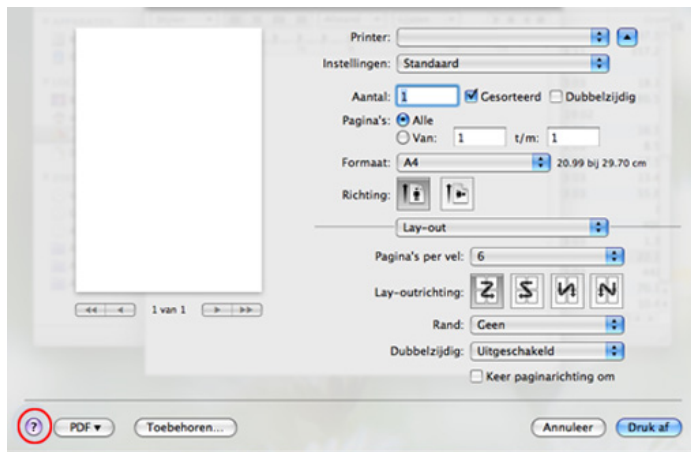 Printer:
Instellingen: Standaard
Aantal: 1 Gesorteerd Dubbelzijdig
Pagina's: Alle
Van: 1 t/m: 1
Formaat: A4 20.99 bij 29.70 cm
Richting:
Lay-out
Pagina's per vel: 6
Lay-outrichting:
1 van 1
Rand: Geen
Dubbelzijdig: Uitgeschakeld
Keer paginarichting om
? PDF▾ Toebehoren... Annuleer Druk af